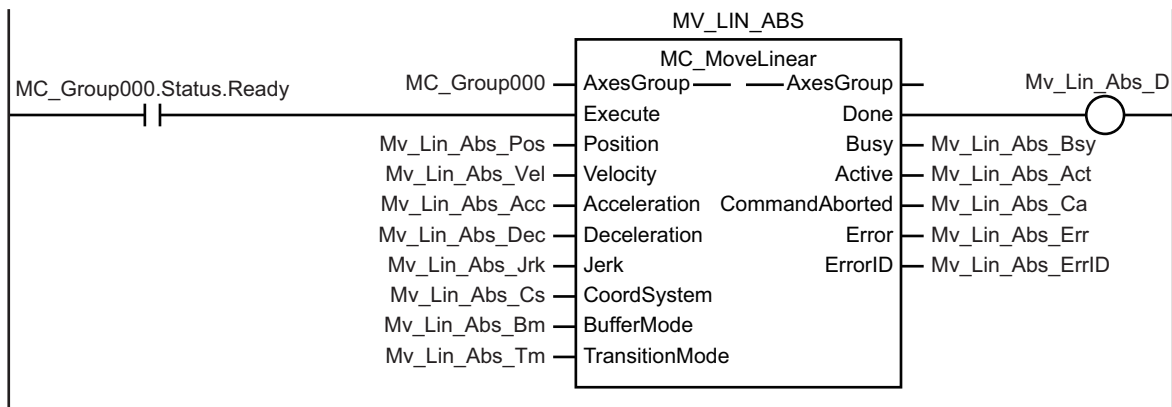 MV_LIN_ABS
MC_MoveLinear
MC_Group000.Status.Ready
MC_Group000 AxesGroup AxesGroup Mv_Lin_Abs_D
Execute Done
Mv_Lin_Abs_Pos Position Busy Mv_Lin_Abs_Bsy
Mv_Lin_Abs_Vel Velocity Active Mv_Lin_Abs_Act
Mv_Lin_Abs_Acc Acceleration CommandAborted Mv_Lin_Abs_Ca
Mv_Lin_Abs_Dec Deceleration Error Mv_Lin_Abs_Err
Mv_Lin_Abs_Jrk Jerk ErrorID Mv_Lin_Abs_ErrID
Mv_Lin_Abs_Cs CoordSystem
Mv_Lin_Abs_Bm BufferMode
Mv_Lin_Abs_Tm TransitionMode